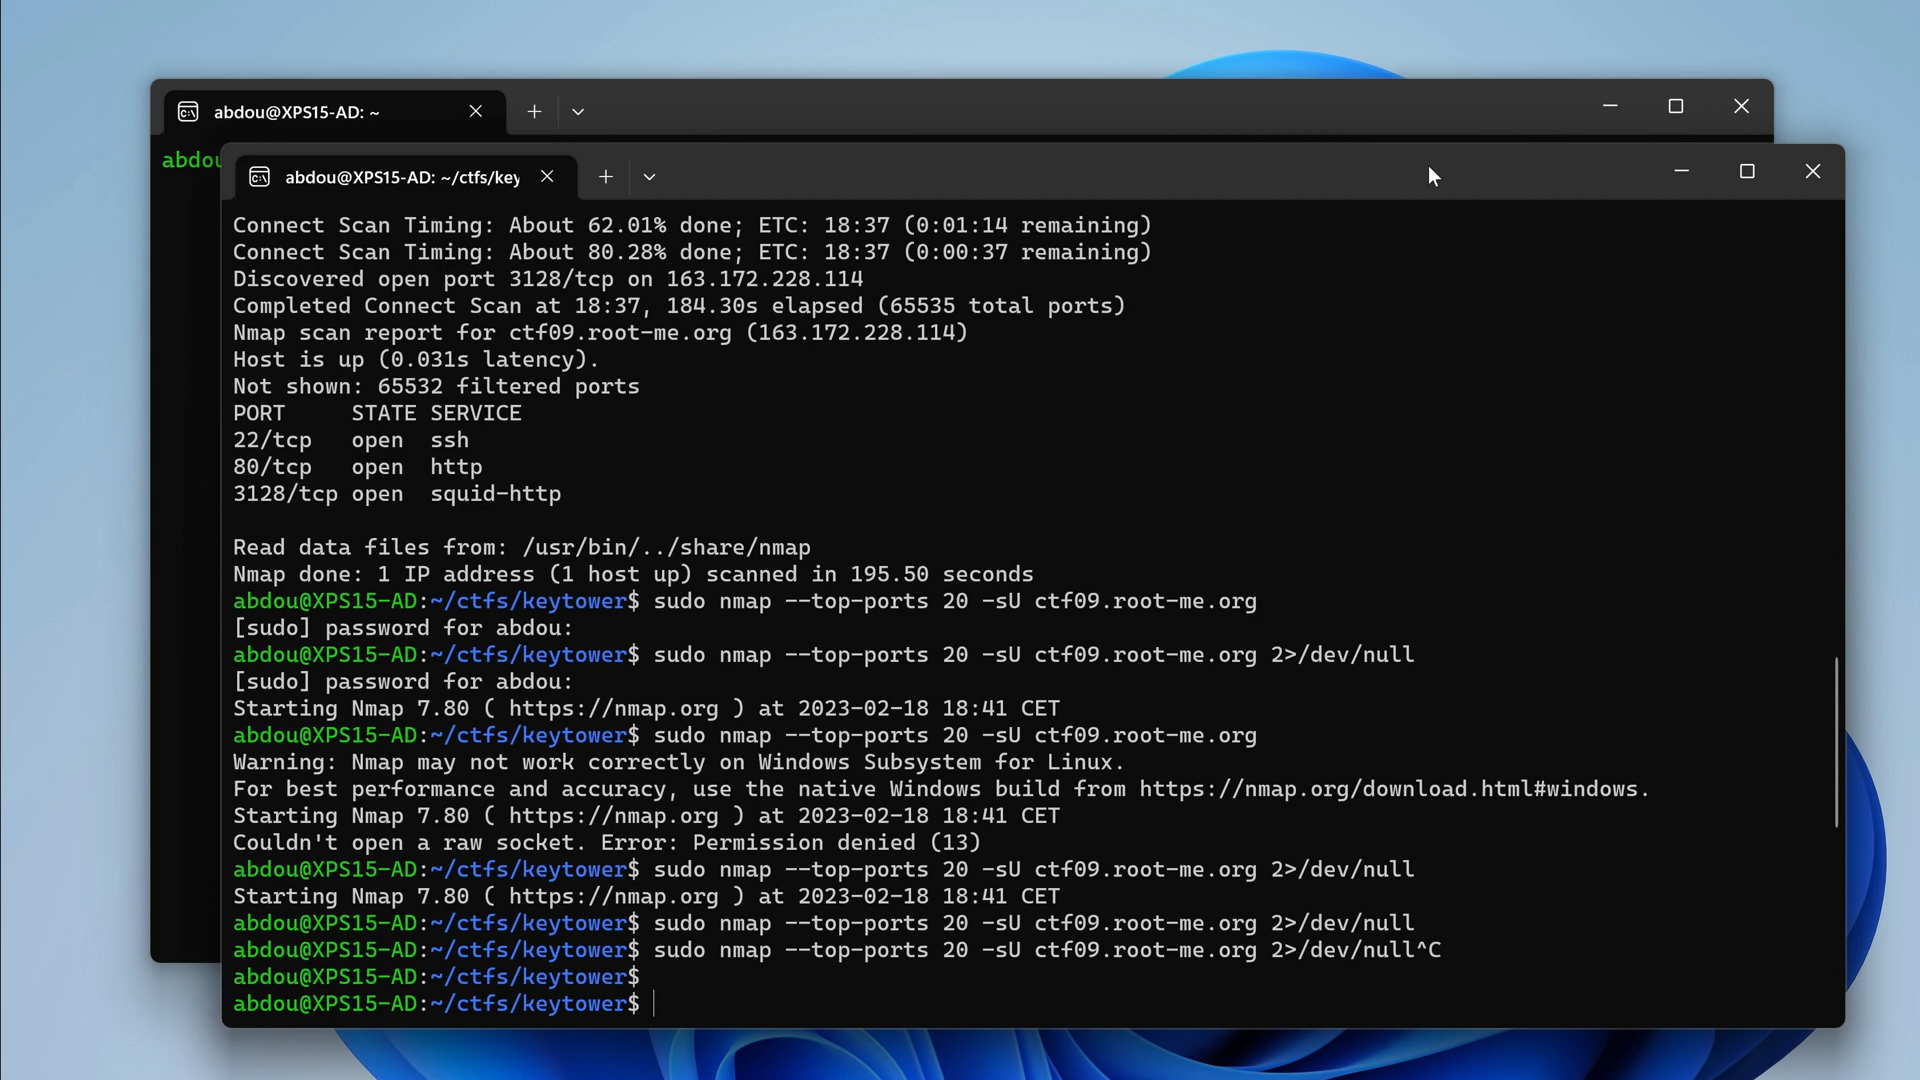 abdou@XPS15-AD: ~
abdou
abdou@XPS15-AD: ~/ctfs/key
Connect Scan Timing: About 62.01% done; ETC: 18:37 (0:01:14 remaining)
Connect Scan Timing: About 80.28% done; ETC: 18:37 (0:00:37 remaining)
Discovered open port 3128/tcp on 163.172.228.114
Completed Connect Scan at 18:37, 184.30s elapsed (65535 total ports)
Nmap scan report for ctf09.root-me.org (163.172.228.114)
Host is up (0.031s latency).
Not shown: 65532 filtered ports
PORT     STATE SERVICE
22/tcp   open  ssh
80/tcp   open  http
3128/tcp open  squid-http
Read data files from: /usr/bin/../share/nmap
Nmap done: 1 IP address (1 host up) scanned in 195.50 seconds
abdou@XPS15-AD:~/ctfs/keytower$ sudo nmap --top-ports 20 -sU ctf09.root-me.org
[sudo] password for abdou:
abdou@XPS15-AD:~/ctfs/keytower$ sudo nmap --top-ports 20 -sU ctf09.root-me.org 2>/dev/null
[sudo] password for abdou:
Starting Nmap 7.80 ( https://nmap.org ) at 2023-02-18 18:41 CET
abdou@XPS15-AD:~/ctfs/keytower$ sudo nmap --top-ports 20 -sU ctf09.root-me.org
Warning: Nmap may not work correctly on Windows Subsystem for Linux.
For best performance and accuracy, use the native Windows build from https://nmap.org/download.html#windows.
Starting Nmap 7.80 ( https://nmap.org ) at 2023-02-18 18:41 CET
Couldn't open a raw socket. Error: Permission denied (13)
abdou@XPS15-AD:~/ctfs/keytower$ sudo nmap --top-ports 20 -sU ctf09.root-me.org 2>/dev/null
Starting Nmap 7.80 ( https://nmap.org ) at 2023-02-18 18:41 CET
abdou@XPS15-AD:~/ctfs/keytower$ sudo nmap --top-ports 20 -sU ctf09.root-me.org 2>/dev/null
abdou@XPS15-AD:~/ctfs/keytower$ sudo nmap --top-ports 20 -sU ctf09.root-me.org 2>/dev/null^C
abdou@XPS15-AD:~/ctfs/keytower$
abdou@XPS15-AD:~/ctfs/keytower$